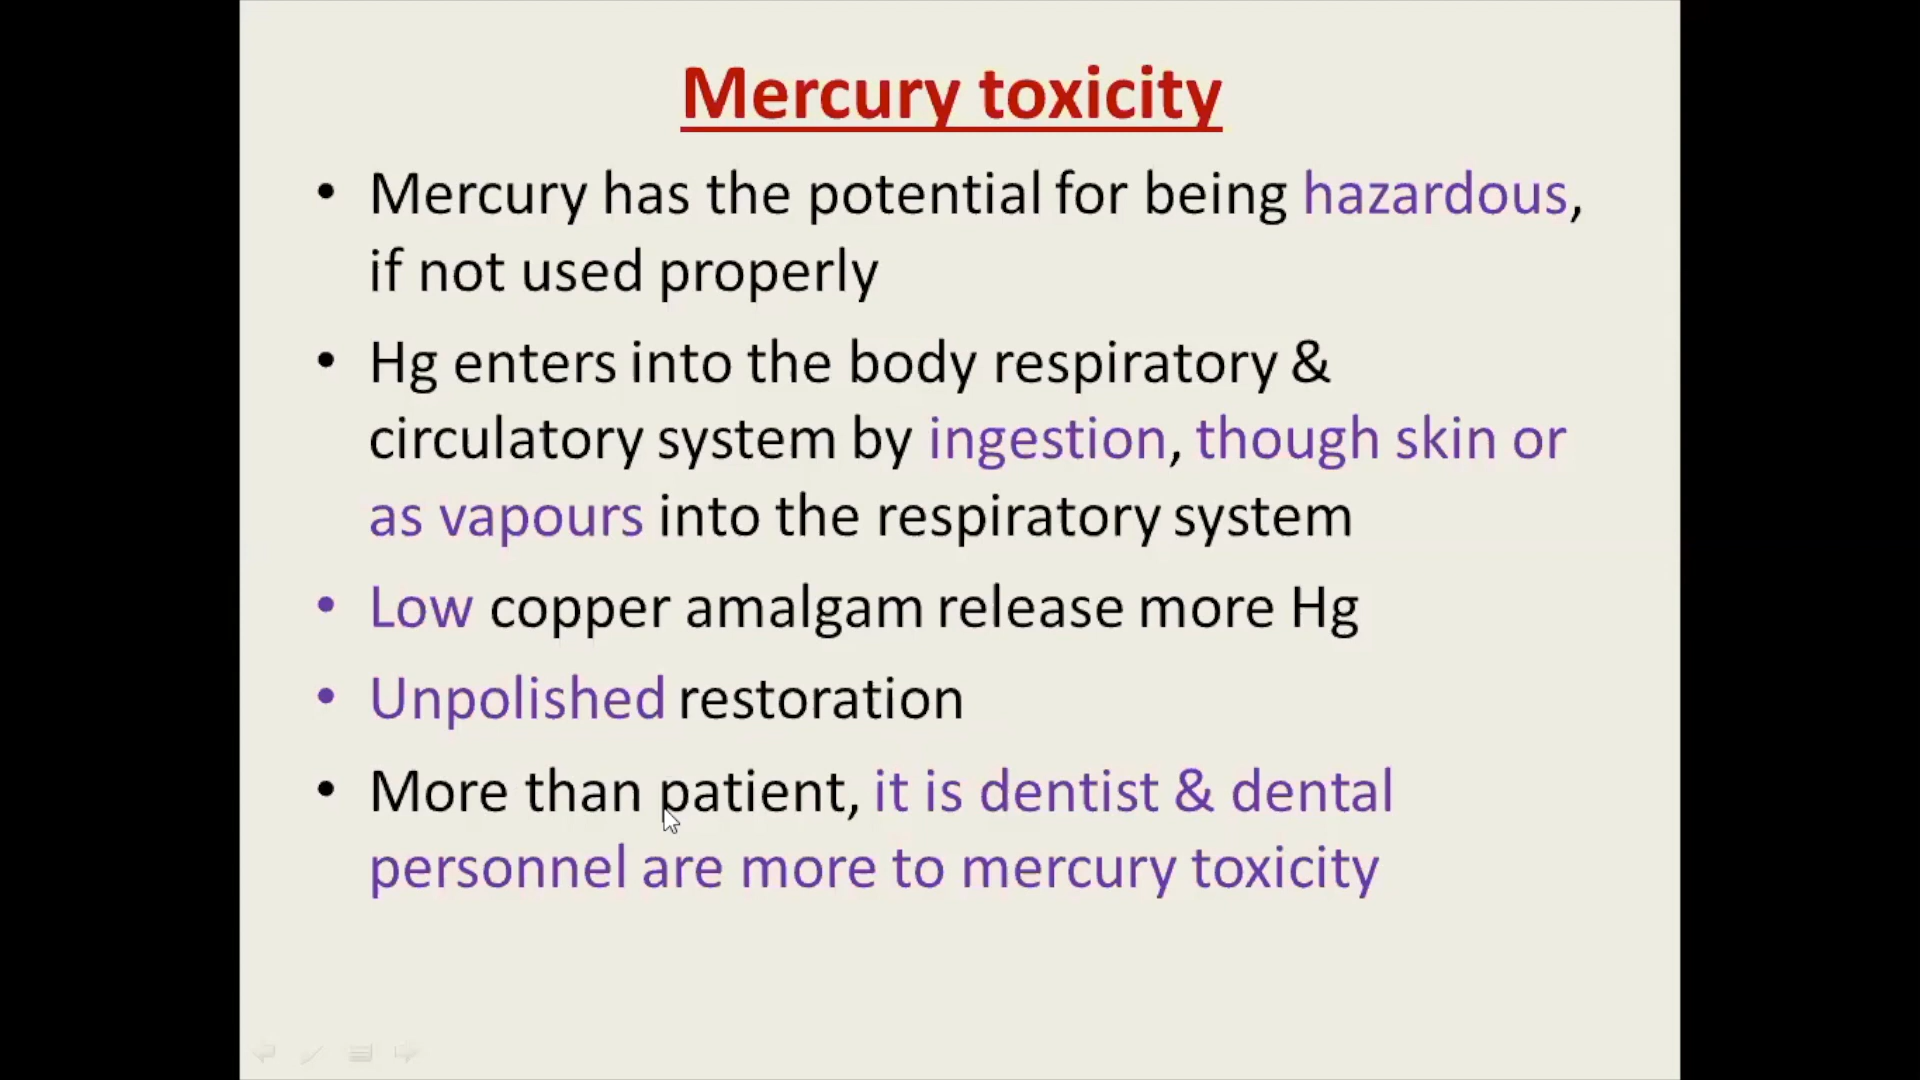 Mercury toxicity
• Mercury has the potential for being hazardous,
if not used properly
• Hg enters into the body respiratory &
circulatory system by ingestion, though skin or
as vapours into the respiratory system
• Low copper amalgam release more Hg
• Unpolished restoration
• More than patient, it is dentist & dental
personnel are more to mercury toxicity